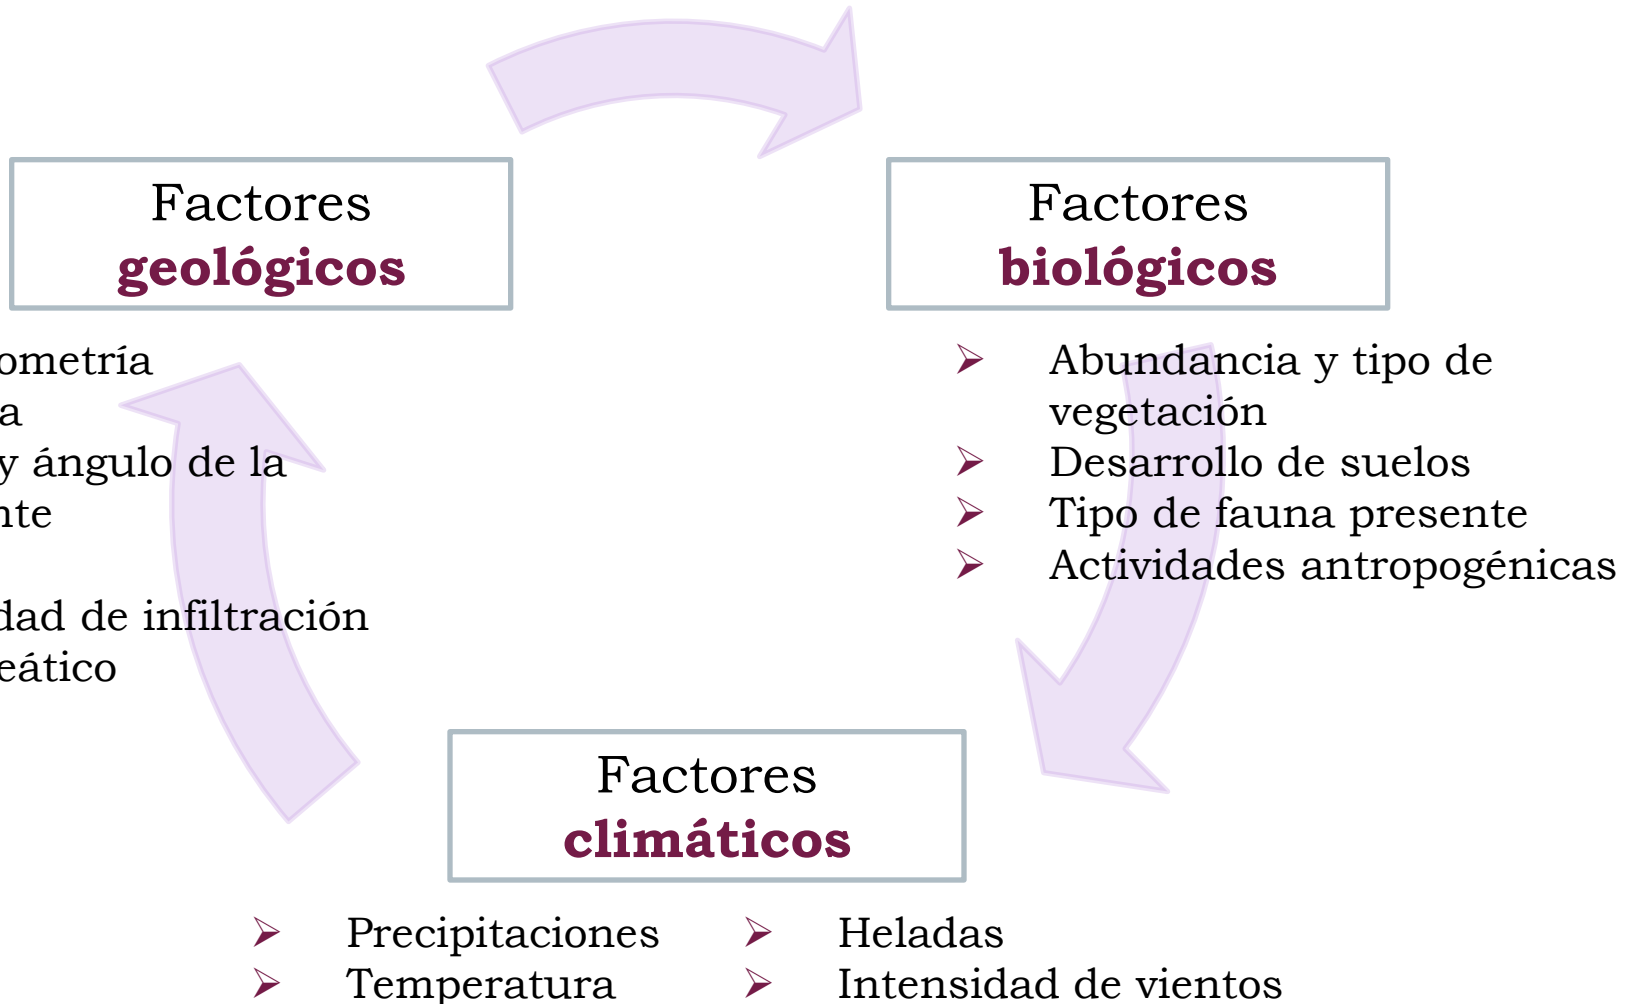 Factores
geológicos
ometría
a
y ángulo de la
nte
dad de infiltración
eático
Factores
biológicos
➢ Abundancia y tipo de
vegetación
➢ Desarrollo de suelos
➢ Tipo de fauna presente
➢ Actividades antropogénicas
Factores
climáticos
➢ Precipitaciones
➢ Temperatura
➢ Heladas
➢ Intensidad de vientos